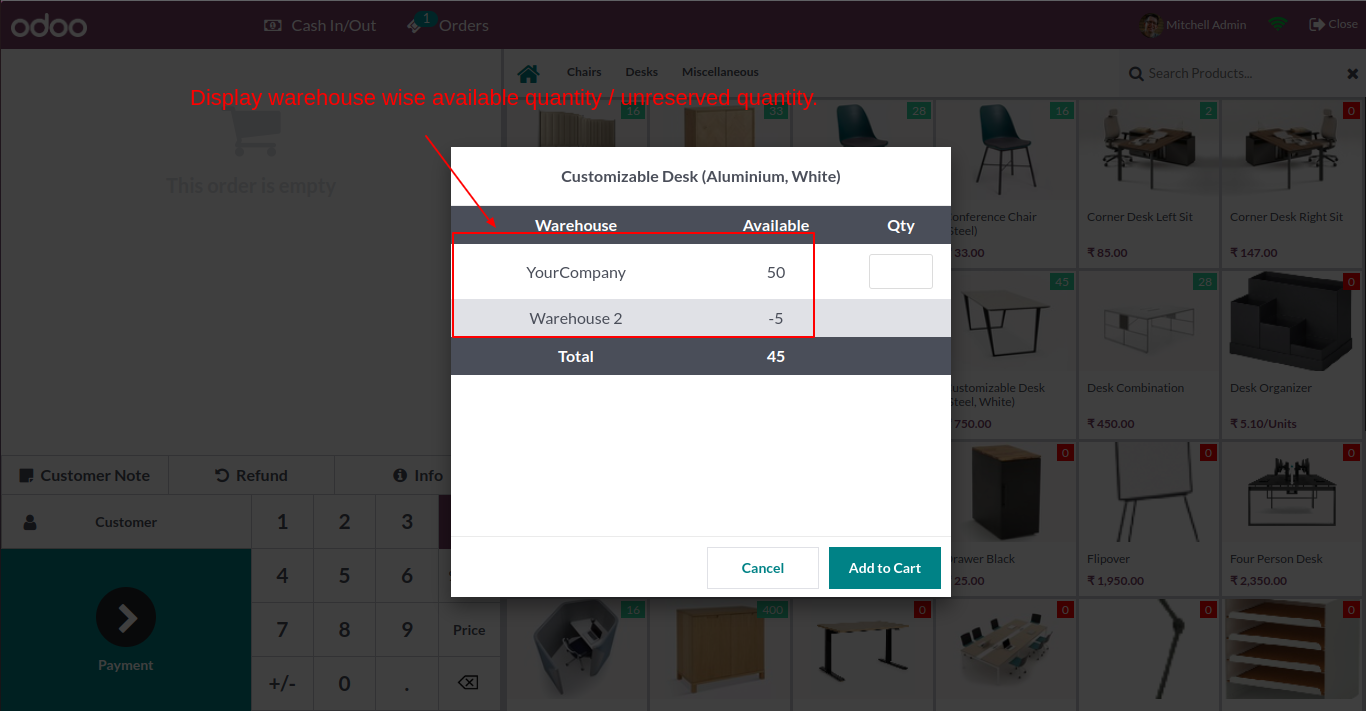 odoo
Cash In/Out
1
Orders
Mitchell Admin
Close
Chairs
Desks
Miscellaneous
Search Products...
Display warehouse wise available quantity / unreserved quantity.
16
33
28
16
2
0
This order is empty
Customizable Desk (Aluminium, White)
Warehouse Available Qty
YourCompany 50
Warehouse 2 -5
Total 45
Cancel
Add to Cart
onference Chair
Steel)
33.00
Corner Desk Left Sit
₹ 85.00
Corner Desk Right Sit
₹ 147.00
45
28
0
ustomizable Desk
Steel, White)
750.00
Desk Combination
₹ 450.00
Desk Organizer
₹ 5.10/Units
0
0
0
rawer Black
25.00
Flipover
₹ 1,950.00
Four Person Desk
₹ 2,350.00
16
400
0
0
0
0
Customer Note
Refund
Info
Customer
Payment
1 2 3
4 5 6
7 8 9 Price
+/- 0 .